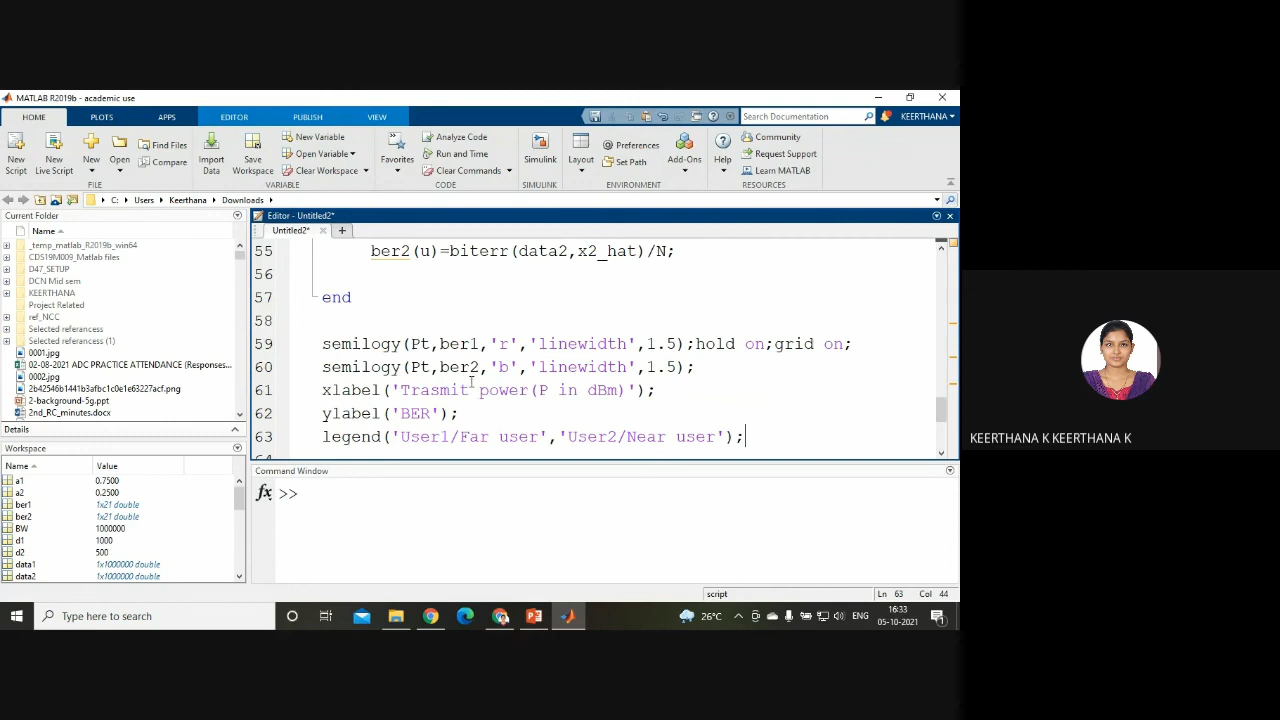 MATLAB R2019b - academic use
HOME PLOTS APPS EDITOR PUBLISH VIEW Search Documentation KEERTHANA
New Script New Live Script New Open Find Files Compare
Import Data Save Workspace New Variable Open Variable Clear Workspace
Favorites Analyze Code Run and Time Clear Commands
Simulink Layout Preferences Set Path Add-Ons
Help Community Request Support Learn MATLAB
FILE VARIABLE CODE SIMULINK ENVIRONMENT RESOURCES
C: Users Keerthana Downloads
Current Folder
Name
_temp_matlab_R2019b_win64
CDS19M009_Matlab files
D47_SETUP
DCN Mid sem
KEERTHANA
Project Related
ref_NCC
Selected referancess
Selected referancess (1)
0001.jpg
02-08-2021 ADC PRACTICE ATTENDANCE (Responses...
0002.jpg
2b42546b1441b3afbc1c0e1e63227acf.png
2-background-5g.ppt
2nd_RC_minutes.docx
Details
Workspace
Name Value
a1 0.7500
a2 0.2500
ber1 1x21 double
ber2 1x21 double
BW 1000000
d1 1000
d2 500
data1 1x1000000 double
data2 1x1000000 double
Editor - Untitled2*
Untitled2*
55 ber2(u)=biterr(data2,x2_hat)/N;
56
57 end
58
59 semilogy(Pt,ber1,'r','linewidth',1.5);hold on;grid on;
60 semilogy(Pt,ber2,'b','linewidth',1.5);
61 xlabel('Trasmit power(P in dBm)');
62 ylabel('BER');
63 legend('User1/Far user','User2/Near user');
64
Command Window
fx >>
script Ln 63 Col 44
Type here to search
26°C ENG 16:33 05-10-2021 1
KEERTHANA K KEERTHANA K